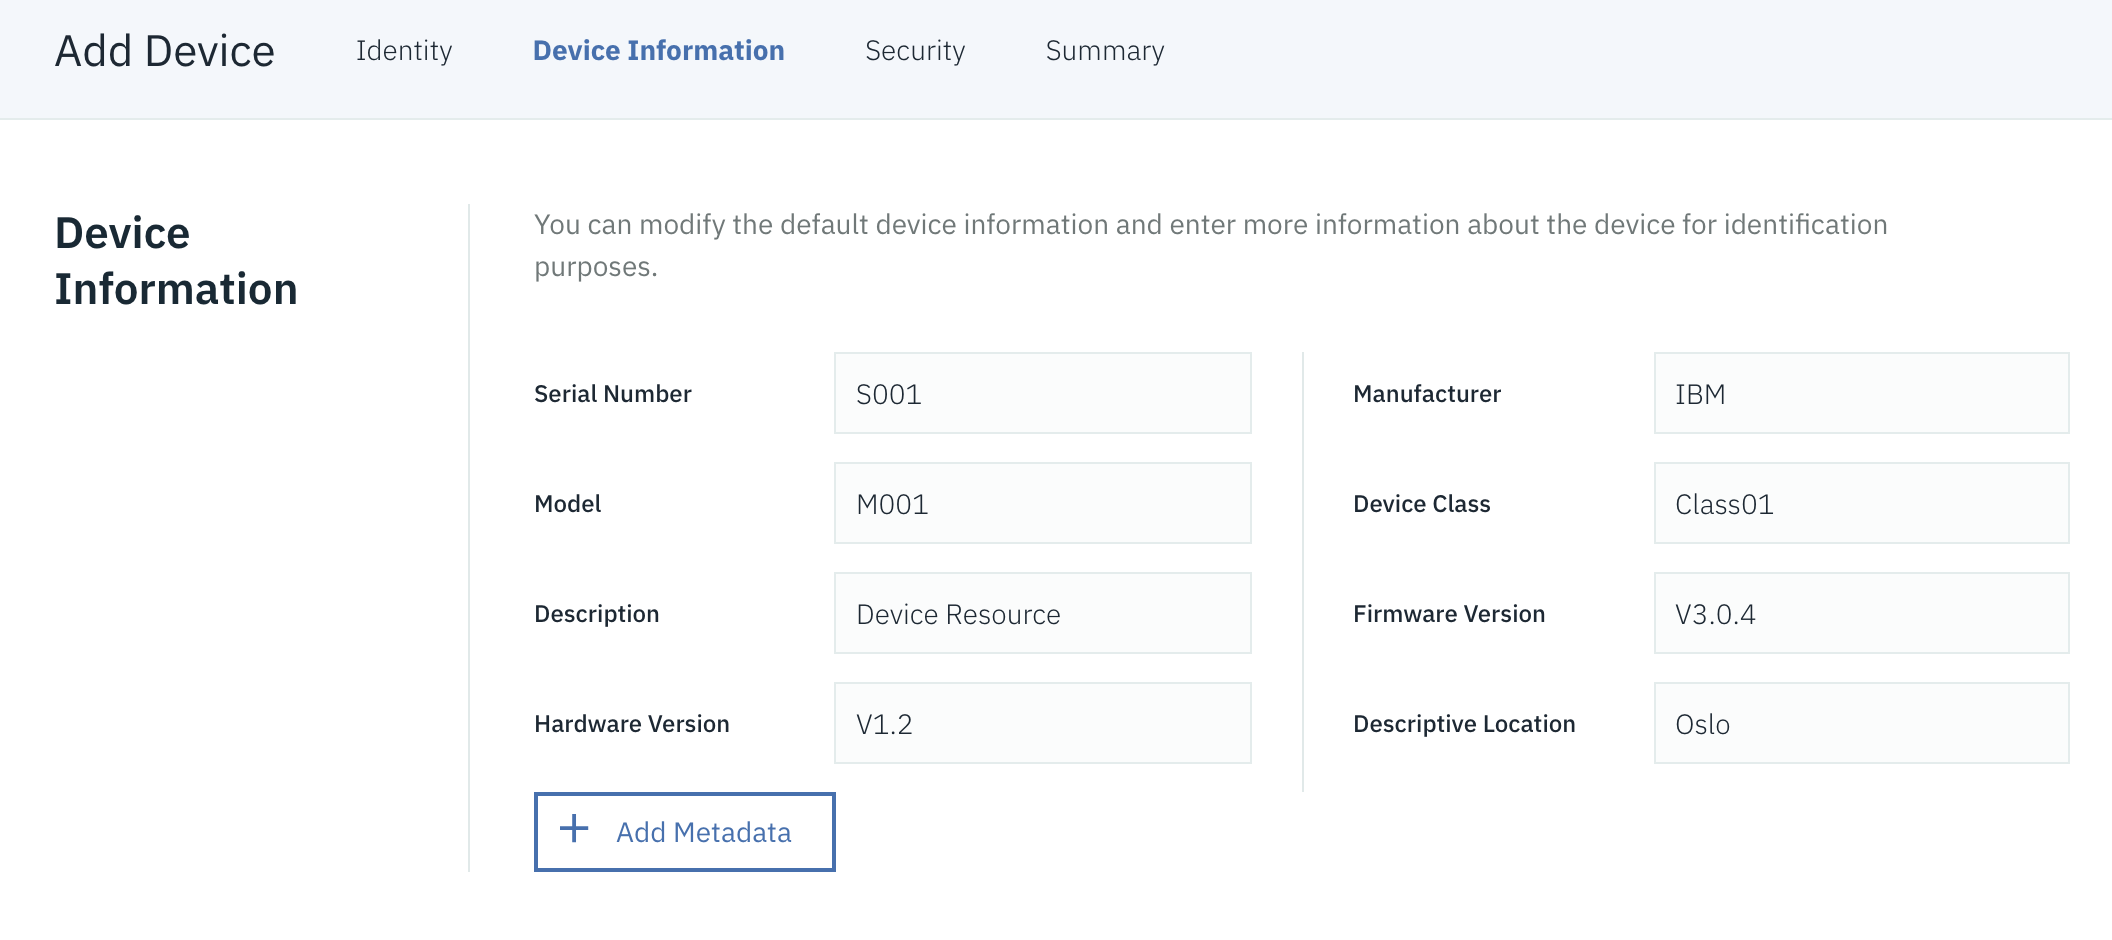 Add Device
Identity
Device Information
Security
Summary
Device
Information
You can modify the default device information and enter more information about the device for identification
purposes.
Serial Number
S001
Manufacturer
IBM
Model
M001
Device Class
Class01
Description
Device Resource
Firmware Version
V3.0.4
Hardware Version
V1.2
Descriptive Location
Oslo
+ Add Metadata